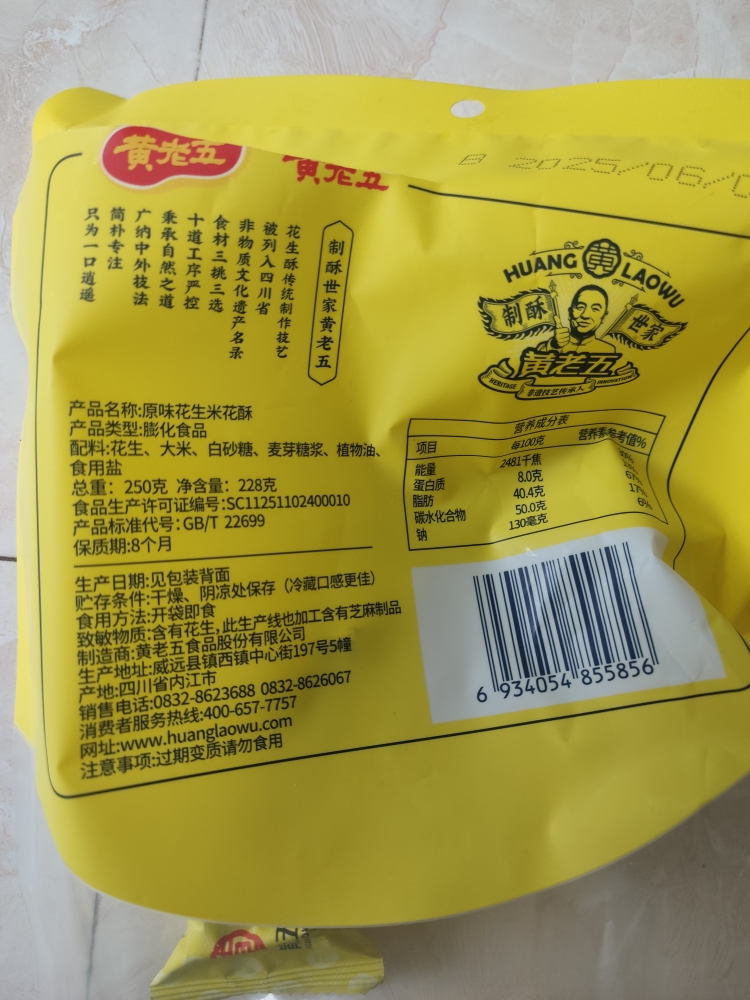 黄老五
黄老五
B 2025/06/0
制酥世家黄老五
花生酥传统制作技艺
被列入四川省
非物质文化遗产名录
食材三挑三选
十道工序严控
秉承自然之道
广纳中外技法
简朴专注
只为一口逍遥
HUANG 黄 LAOWU
制酥 世家
黄老五
HERITAGE 非遗技艺传承人 INNOVATION
产品名称:原味花生米花酥
产品类型:膨化食品
配料:花生、大米、白砂糖、麦芽糖浆、植物油、
食用盐
总重: 250克 净含量: 228克
食品生产许可证编号:SC11251102400010
产品标准代号:GB/T 22699
保质期:8个月
生产日期:见包装背面
贮存条件:干燥、阴凉处保存（冷藏口感更佳）
食用方法:开袋即食
致敏物质:含有花生,此生产线也加工含有芝麻制品
制造商:黄老五食品股份有限公司
生产地址:威远县镇西镇中心街197号5幢
产地:四川省内江市
销售电话:0832-8623688 0832-8626067
消费者服务热线:400-657-7757
网址:www.huanglaowu.com
注意事项:过期变质请勿食用
营养成分表
项目 每100克 营养素参考值%
能量 2481千焦
蛋白质 8.0克
脂肪 40.4克 67%
碳水化合物 50.0克 17%
钠 130毫克 6%
6 934054 855856